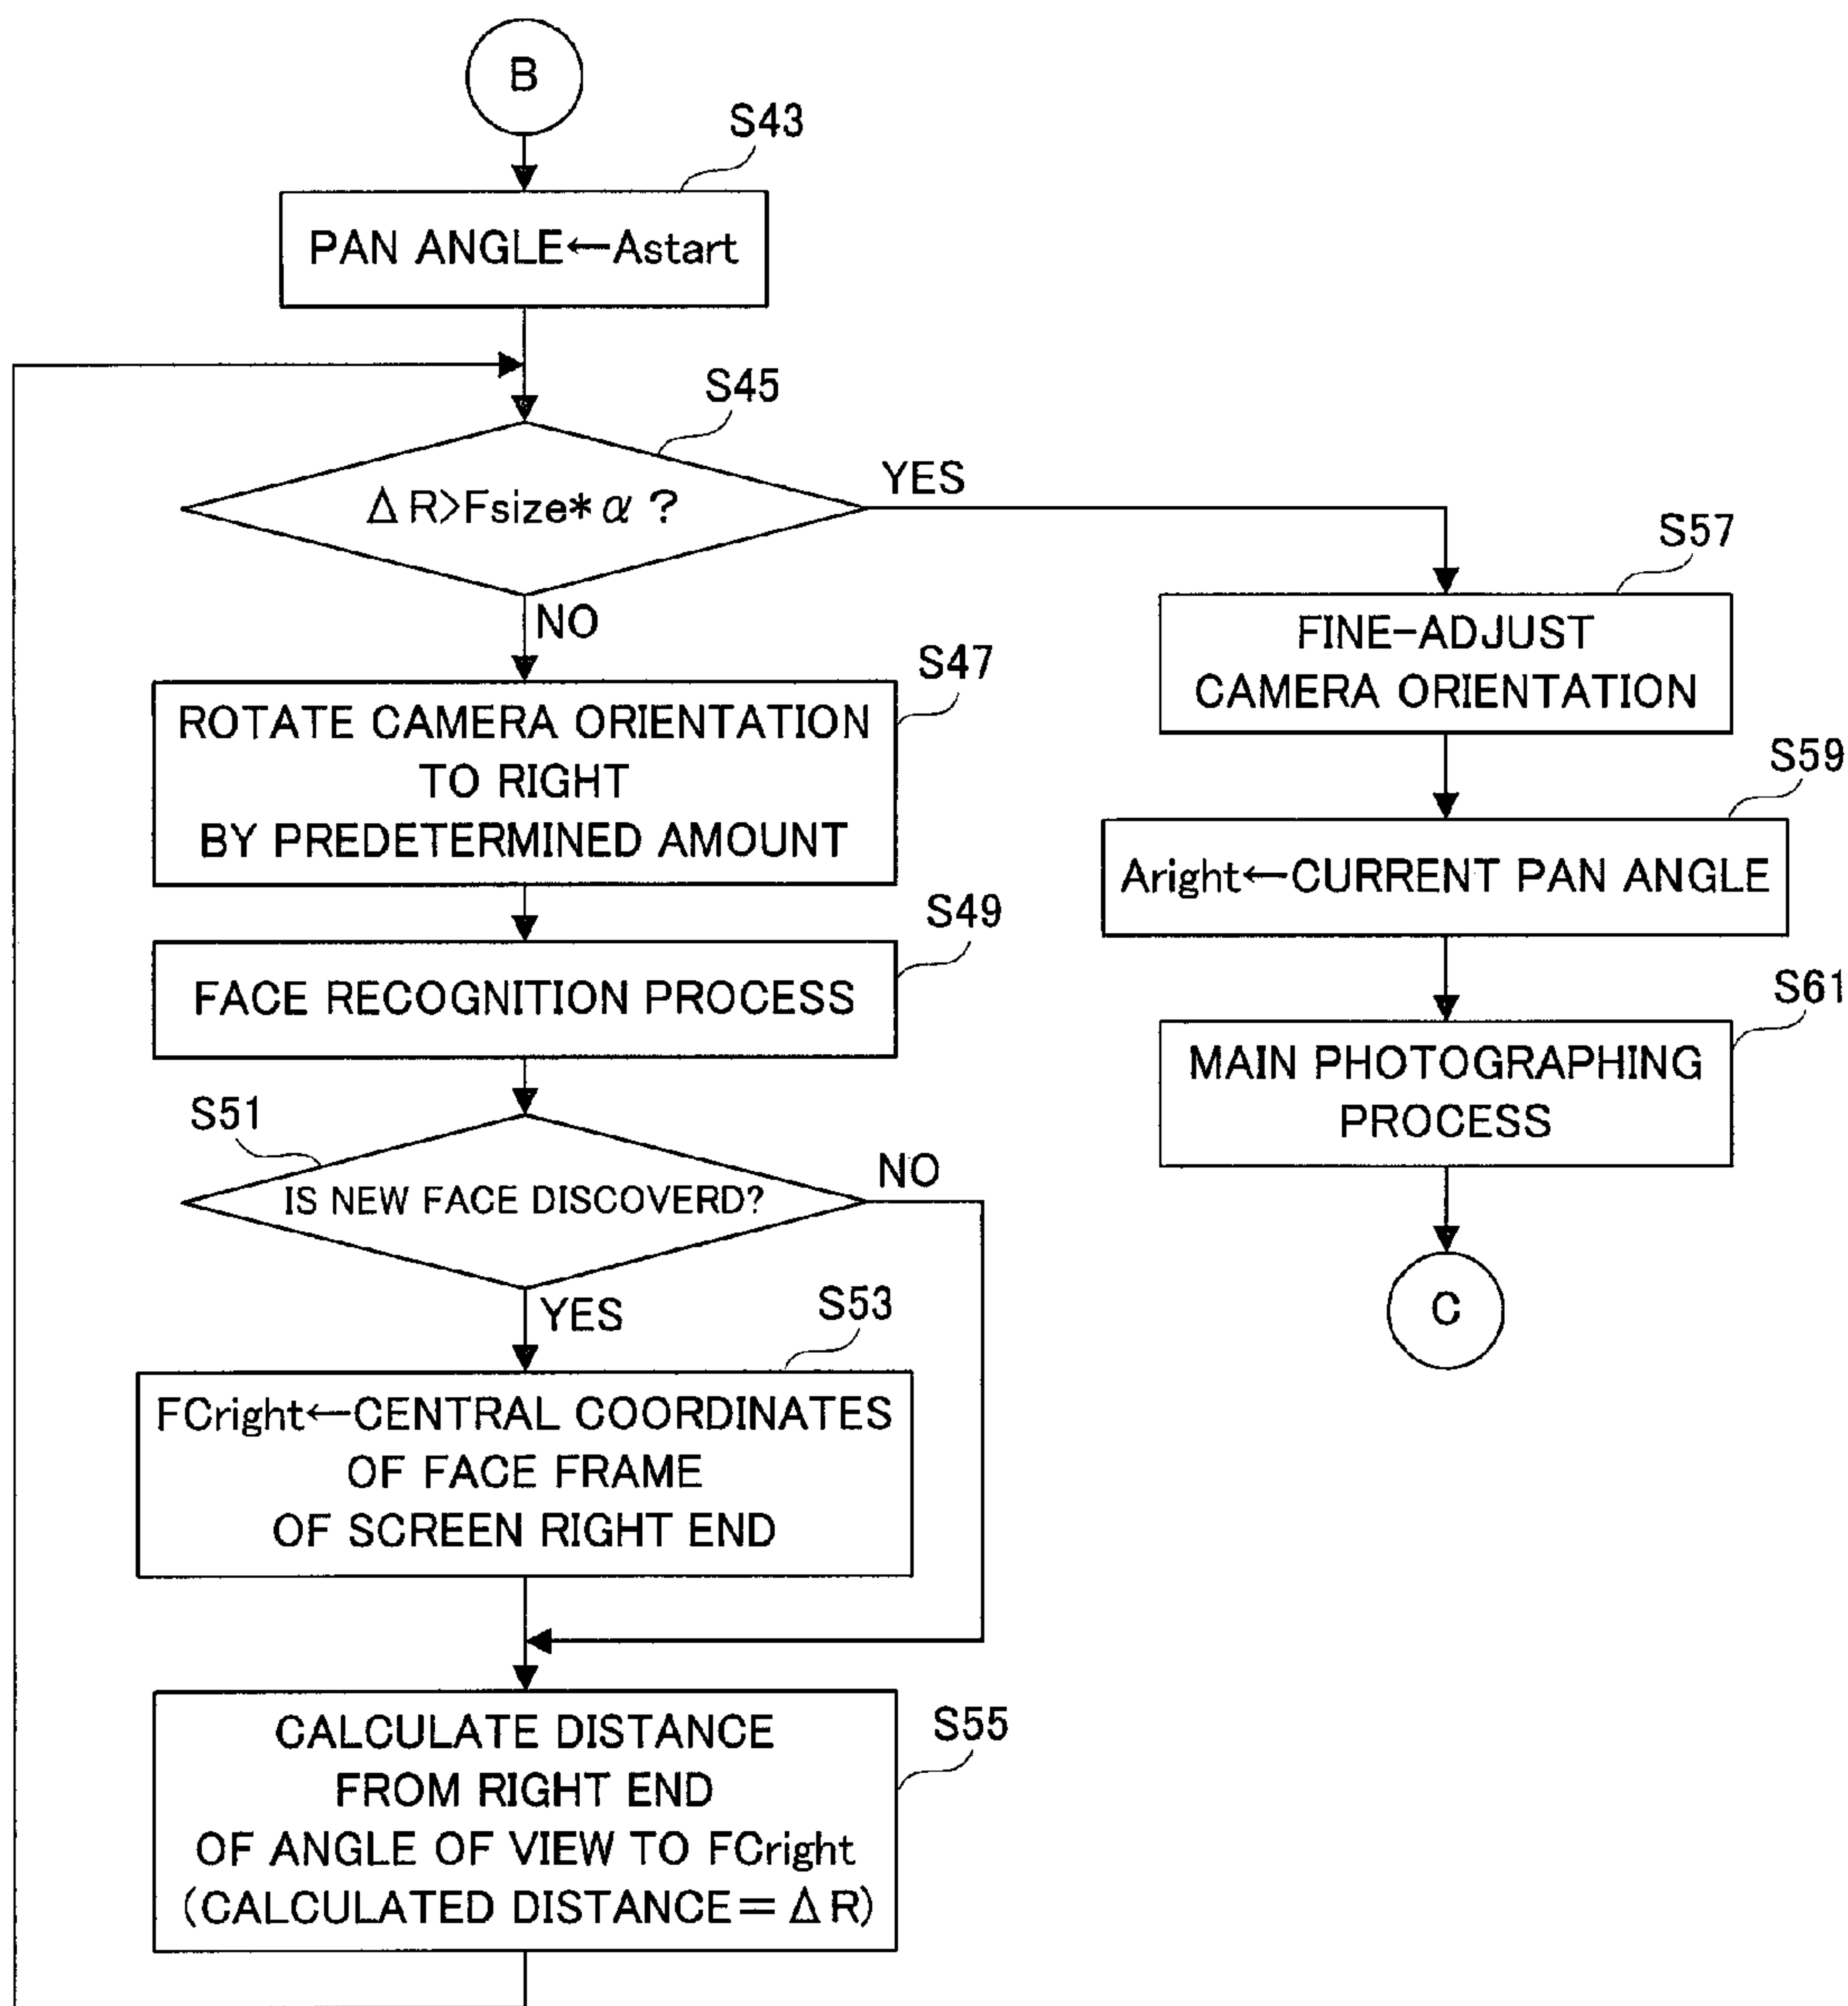 B
S43
PAN ANGLE←Astart
S45
ΔR>Fsize*α?
YES
NO
S47
ROTATE CAMERA ORIENTATION
TO RIGHT
BY PREDETERMINED AMOUNT
S49
FACE RECOGNITION PROCESS
S51
IS NEW FACE DISCOVERD?
NO
YES
S53
FCright←CENTRAL COORDINATES
OF FACE FRAME
OF SCREEN RIGHT END
S55
CALCULATE DISTANCE
FROM RIGHT END
OF ANGLE OF VIEW TO FCright
(CALCULATED DISTANCE=ΔR)
S57
FINE-ADJUST
CAMERA ORIENTATION
S59
Aright←CURRENT PAN ANGLE
S61
MAIN PHOTOGRAPHING
PROCESS
C